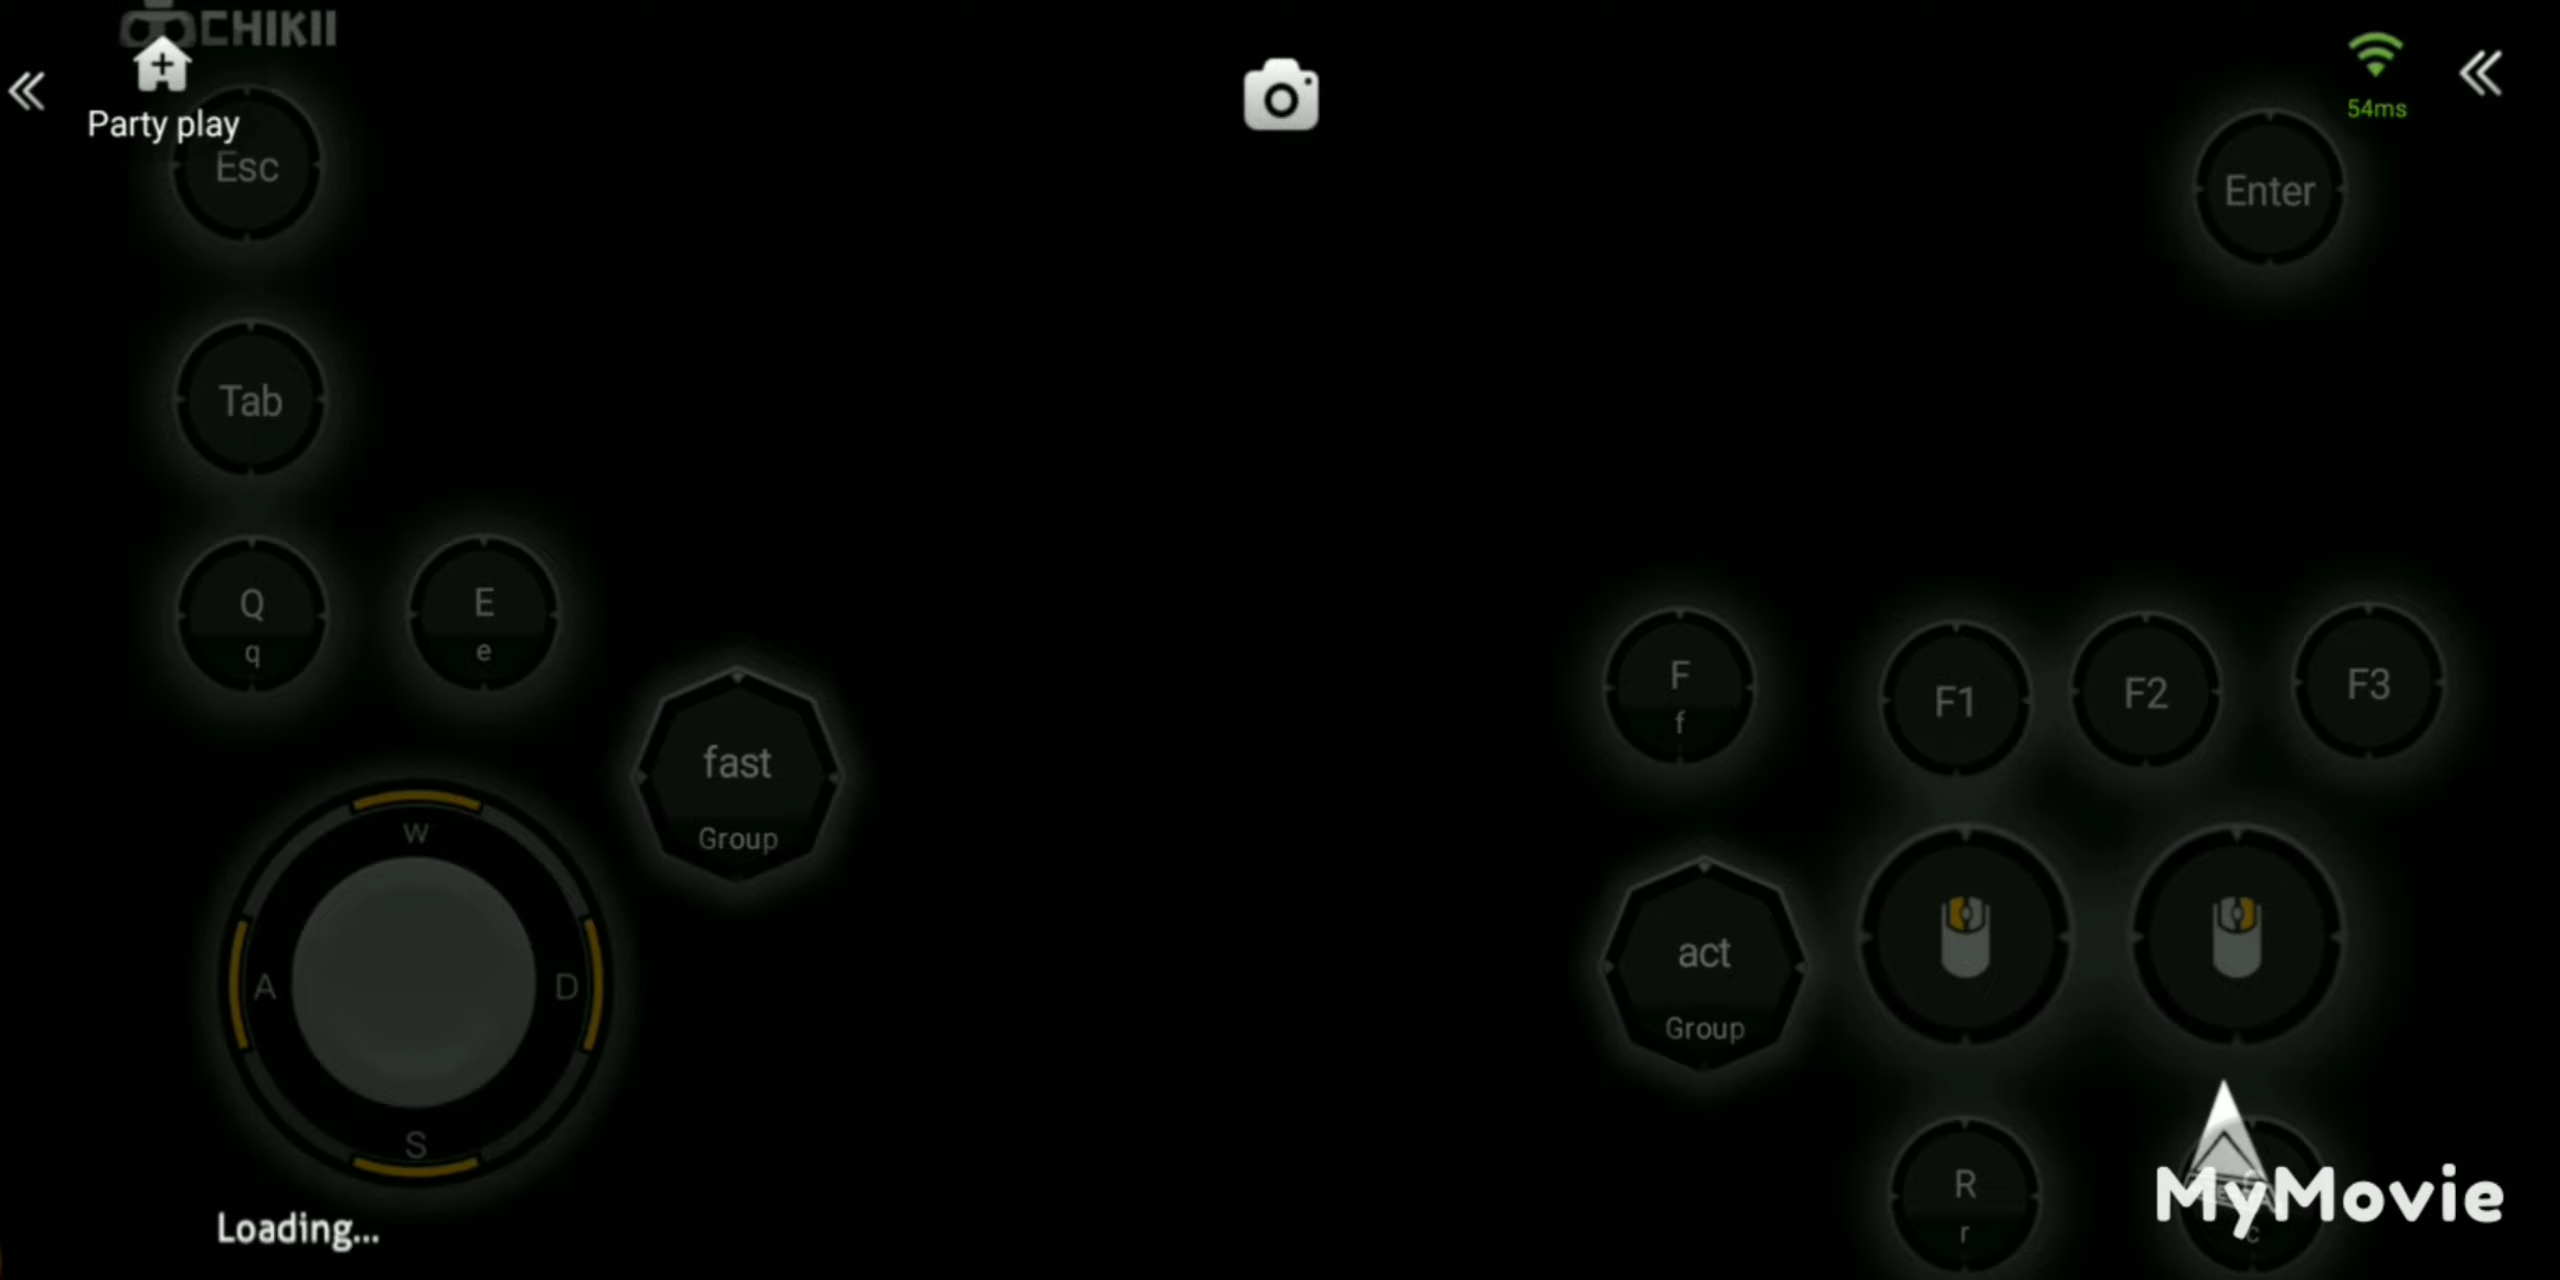 CHIKII
Party play
54ms
Esc
Enter
Tab
Q
q
E
e
F
f
F1
F2
F3
fast
Group
W
A
D
S
act
Group
R
r
c
MyMovie
Loading...